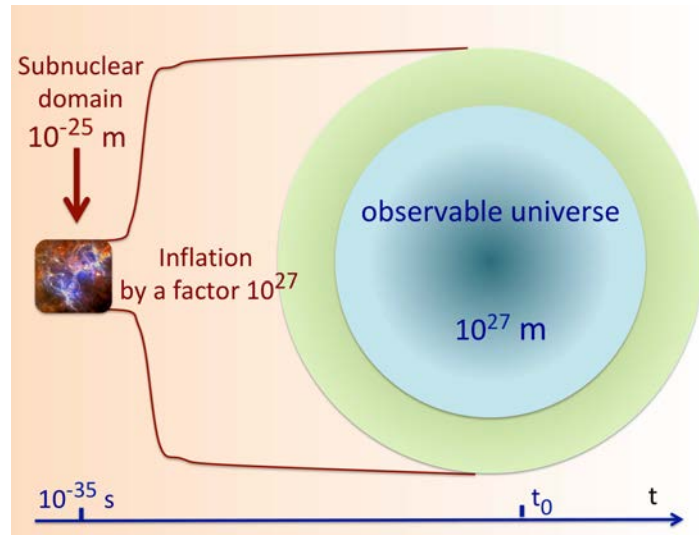 Subnuclear
domain
10⁻²⁵ m
Inflation
by a factor 10²⁷
observable universe
10²⁷ m
10⁻³⁵ s
t₀
t